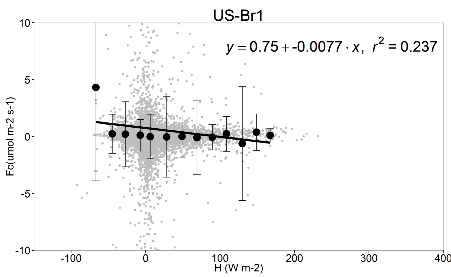 US-Br1
y = 0.75 + -0.0077 · x, r² = 0.237
Fc(umol m-2 s-1)
10
5
0
-5
-10
-100 0 100 200 300 400
H (W m-2)